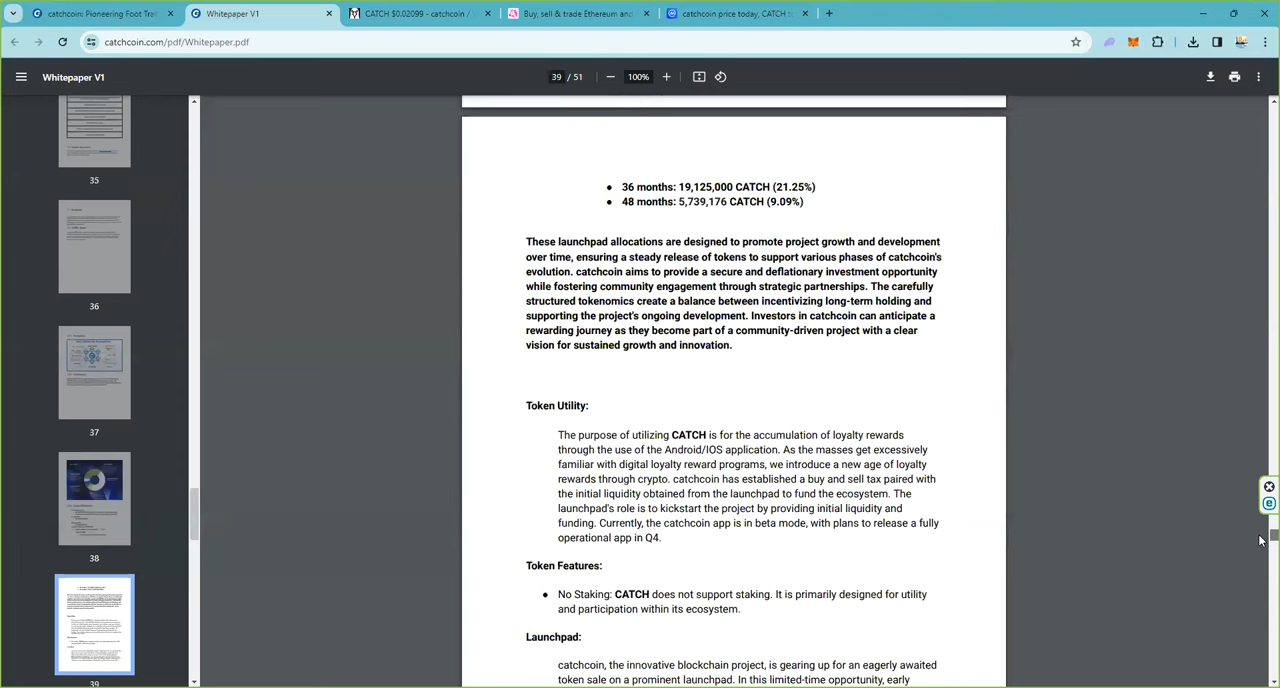 catchcoin: Pioneering Foot Trai
Whitepaper V1
CATCH $0.02099 - catchcoin /
Buy, sell & trade Ethereum and
catchcoin price today, CATCH
catchcoin.com/pdf/Whitepaper.pdf
Whitepaper V1
39 / 51
100%
35
36
37
38
39
● 36 months: 19,125,000 CATCH (21.25%)
● 48 months: 5,739,176 CATCH (9.09%)
These launchpad allocations are designed to promote project growth and development
over time, ensuring a steady release of tokens to support various phases of catchcoin's
evolution. catchcoin aims to provide a secure and deflationary investment opportunity
while fostering community engagement through strategic partnerships. The carefully
structured tokenomics create a balance between incentivizing long-term holding and
supporting the project's ongoing development. Investors in catchcoin can anticipate a
rewarding journey as they become part of a community-driven project with a clear
vision for sustained growth and innovation.
Token Utility:
The purpose of utilizing CATCH is for the accumulation of loyalty rewards
through the use of the Android/IOS application. As the masses get excessively
familiar with digital loyalty reward programs, we introduce a new age of loyalty
rewards through crypto. catchcoin has established a buy and sell tax paired with
the initial liquidity obtained from the launchpad to fund the ecosystem. The
launchpad's role is to kickstart the project by providing initial liquidity and
funding. Currently, the catchcoin app is in beta mode, with plans to release a fully
operational app in Q4.
Token Features:
● No Staking: CATCH does not support staking. It is primarily designed for utility
and participation within its ecosystem.
Launchpad:
catchcoin, the innovative blockchain project, is gearing up for an eagerly awaited
token sale on a prominent launchpad. In this limited-time opportunity, early